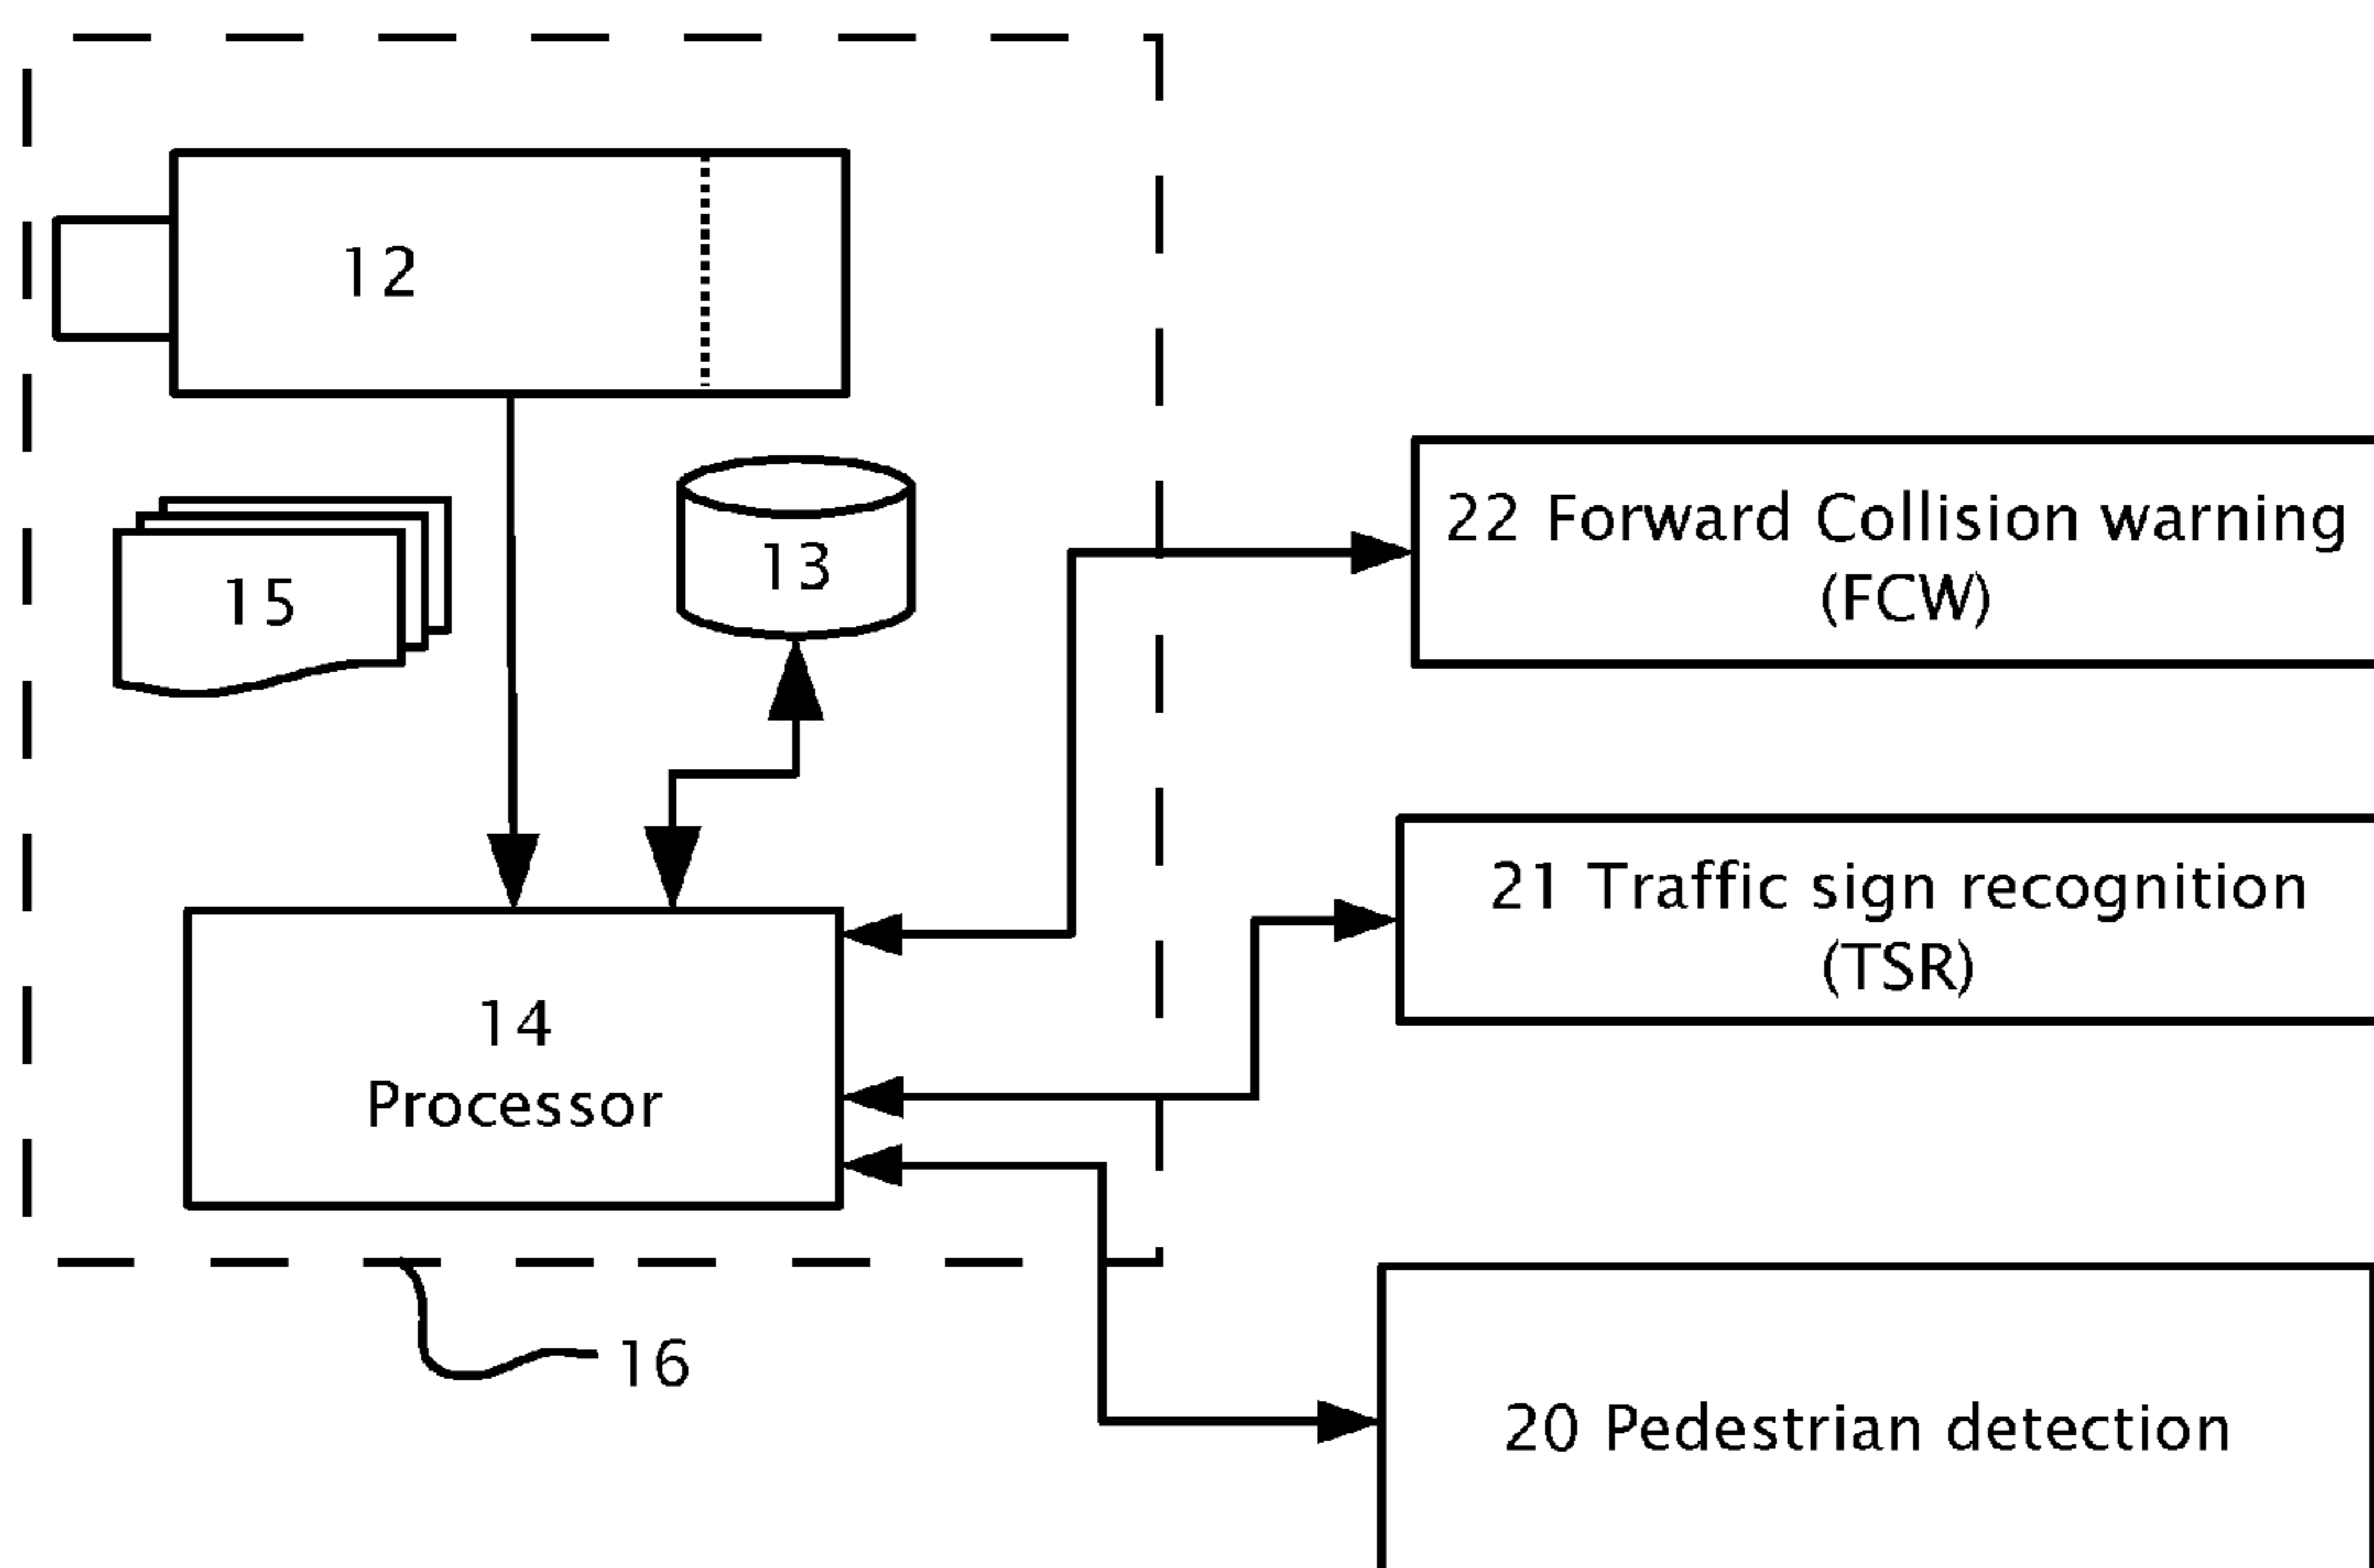 12
13
15
22 Forward Collision warning
(FCW)
21 Traffic sign recognition
(TSR)
14
Processor
16
20 Pedestrian detection